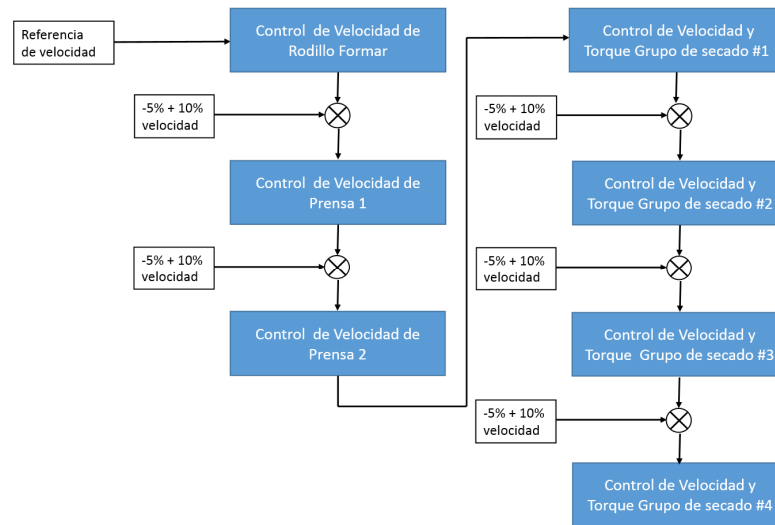 Referencia
de velocidad
Control de Velocidad de
Rodillo Formar
-5% + 10%
velocidad
Control de Velocidad de
Prensa 1
-5% + 10%
velocidad
Control de Velocidad de
Prensa 2
Control de Velocidad y
Torque Grupo de secado #1
-5% + 10%
velocidad
Control de Velocidad y
Torque Grupo de secado #2
-5% + 10%
velocidad
Control de Velocidad y
Torque Grupo de secado #3
-5% + 10%
velocidad
Control de Velocidad y
Torque Grupo de secado #4